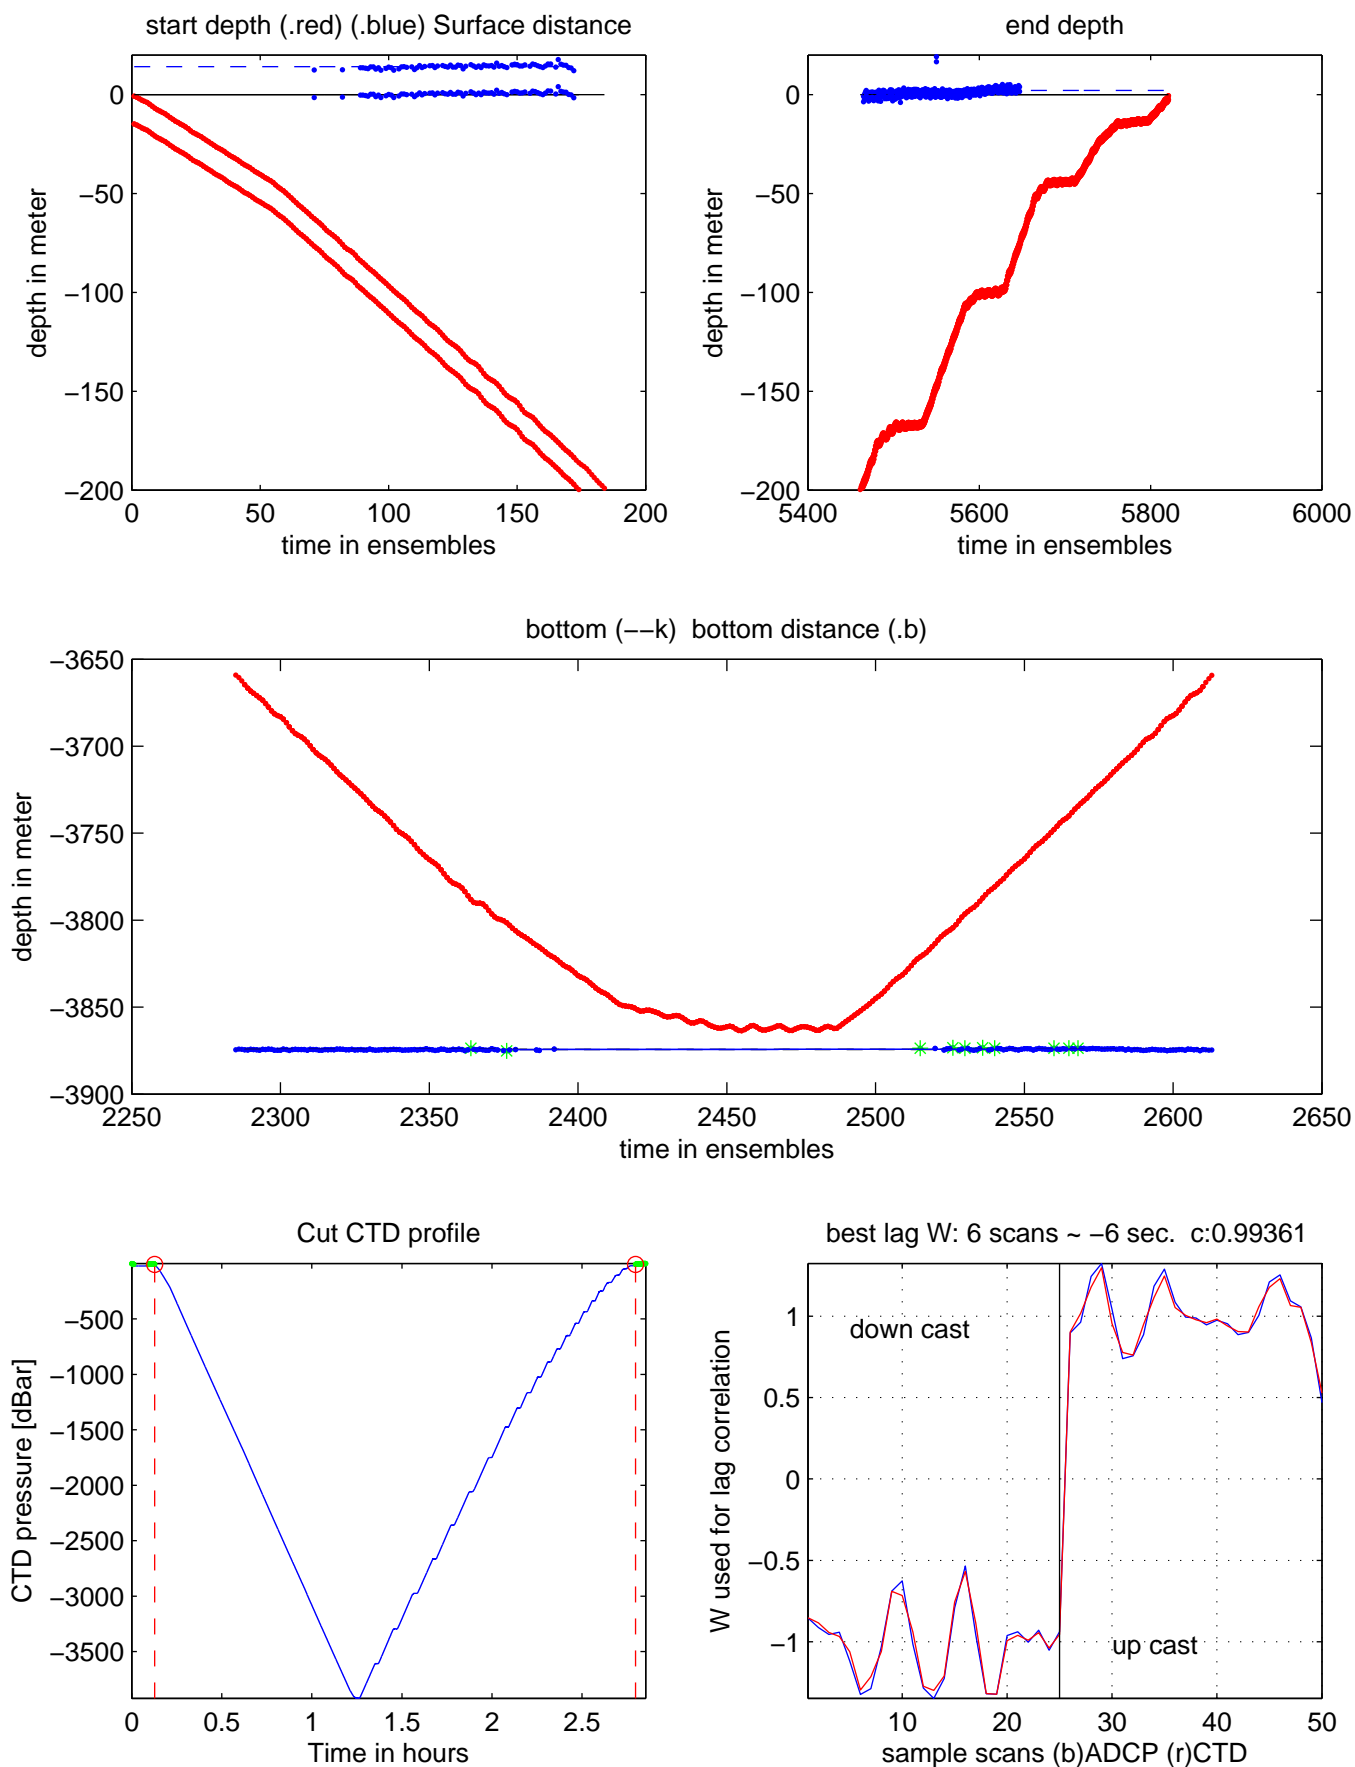 start depth (.red) (.blue) Surface distance
end depth
0
−50
−100
−150
−200
depth in meter
0 50 100 150 200
time in ensembles
0
−50
−100
−150
−200
depth in meter
5400 5600 5800 6000
time in ensembles
bottom (−−k)  bottom distance (.b)
−3650
−3700
−3750
−3800
−3850
−3900
depth in meter
2250 2300 2350 2400 2450 2500 2550 2600 2650
time in ensembles
Cut CTD profile
−500
−1000
−1500
−2000
−2500
−3000
−3500
CTD pressure [dBar]
0 0.5 1 1.5 2 2.5
Time in hours
best lag W: 6 scans ~ −6 sec.  c:0.99361
1
0.5
0
−0.5
−1
W used for lag correlation
down cast
up cast
10 20 30 40 50
sample scans (b)ADCP (r)CTD